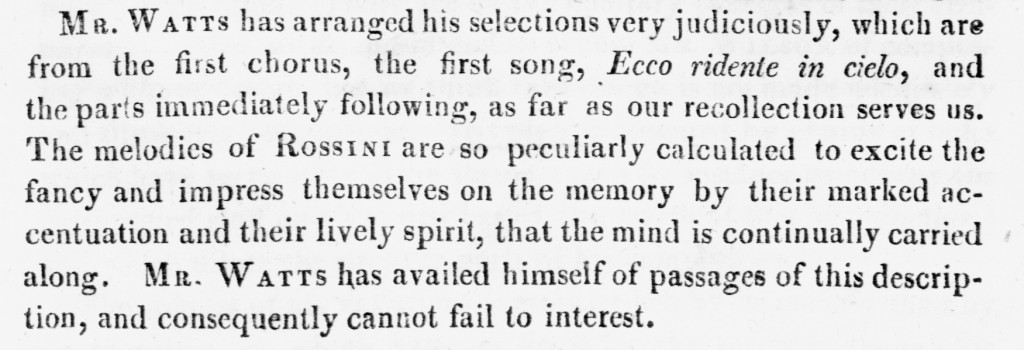 Mr. Watts has arranged his selections very judiciously, which are
from the first chorus, the first song, Ecco ridente in cielo, and
the parts immediately following, as far as our recollection serves us.
The melodies of Rossini are so peculiarly calculated to excite the
fancy and impress themselves on the memory by their marked ac-
centuation and their lively spirit, that the mind is continually carried
along. Mr. Watts has availed himself of passages of this descrip-
tion, and consequently cannot fail to interest.